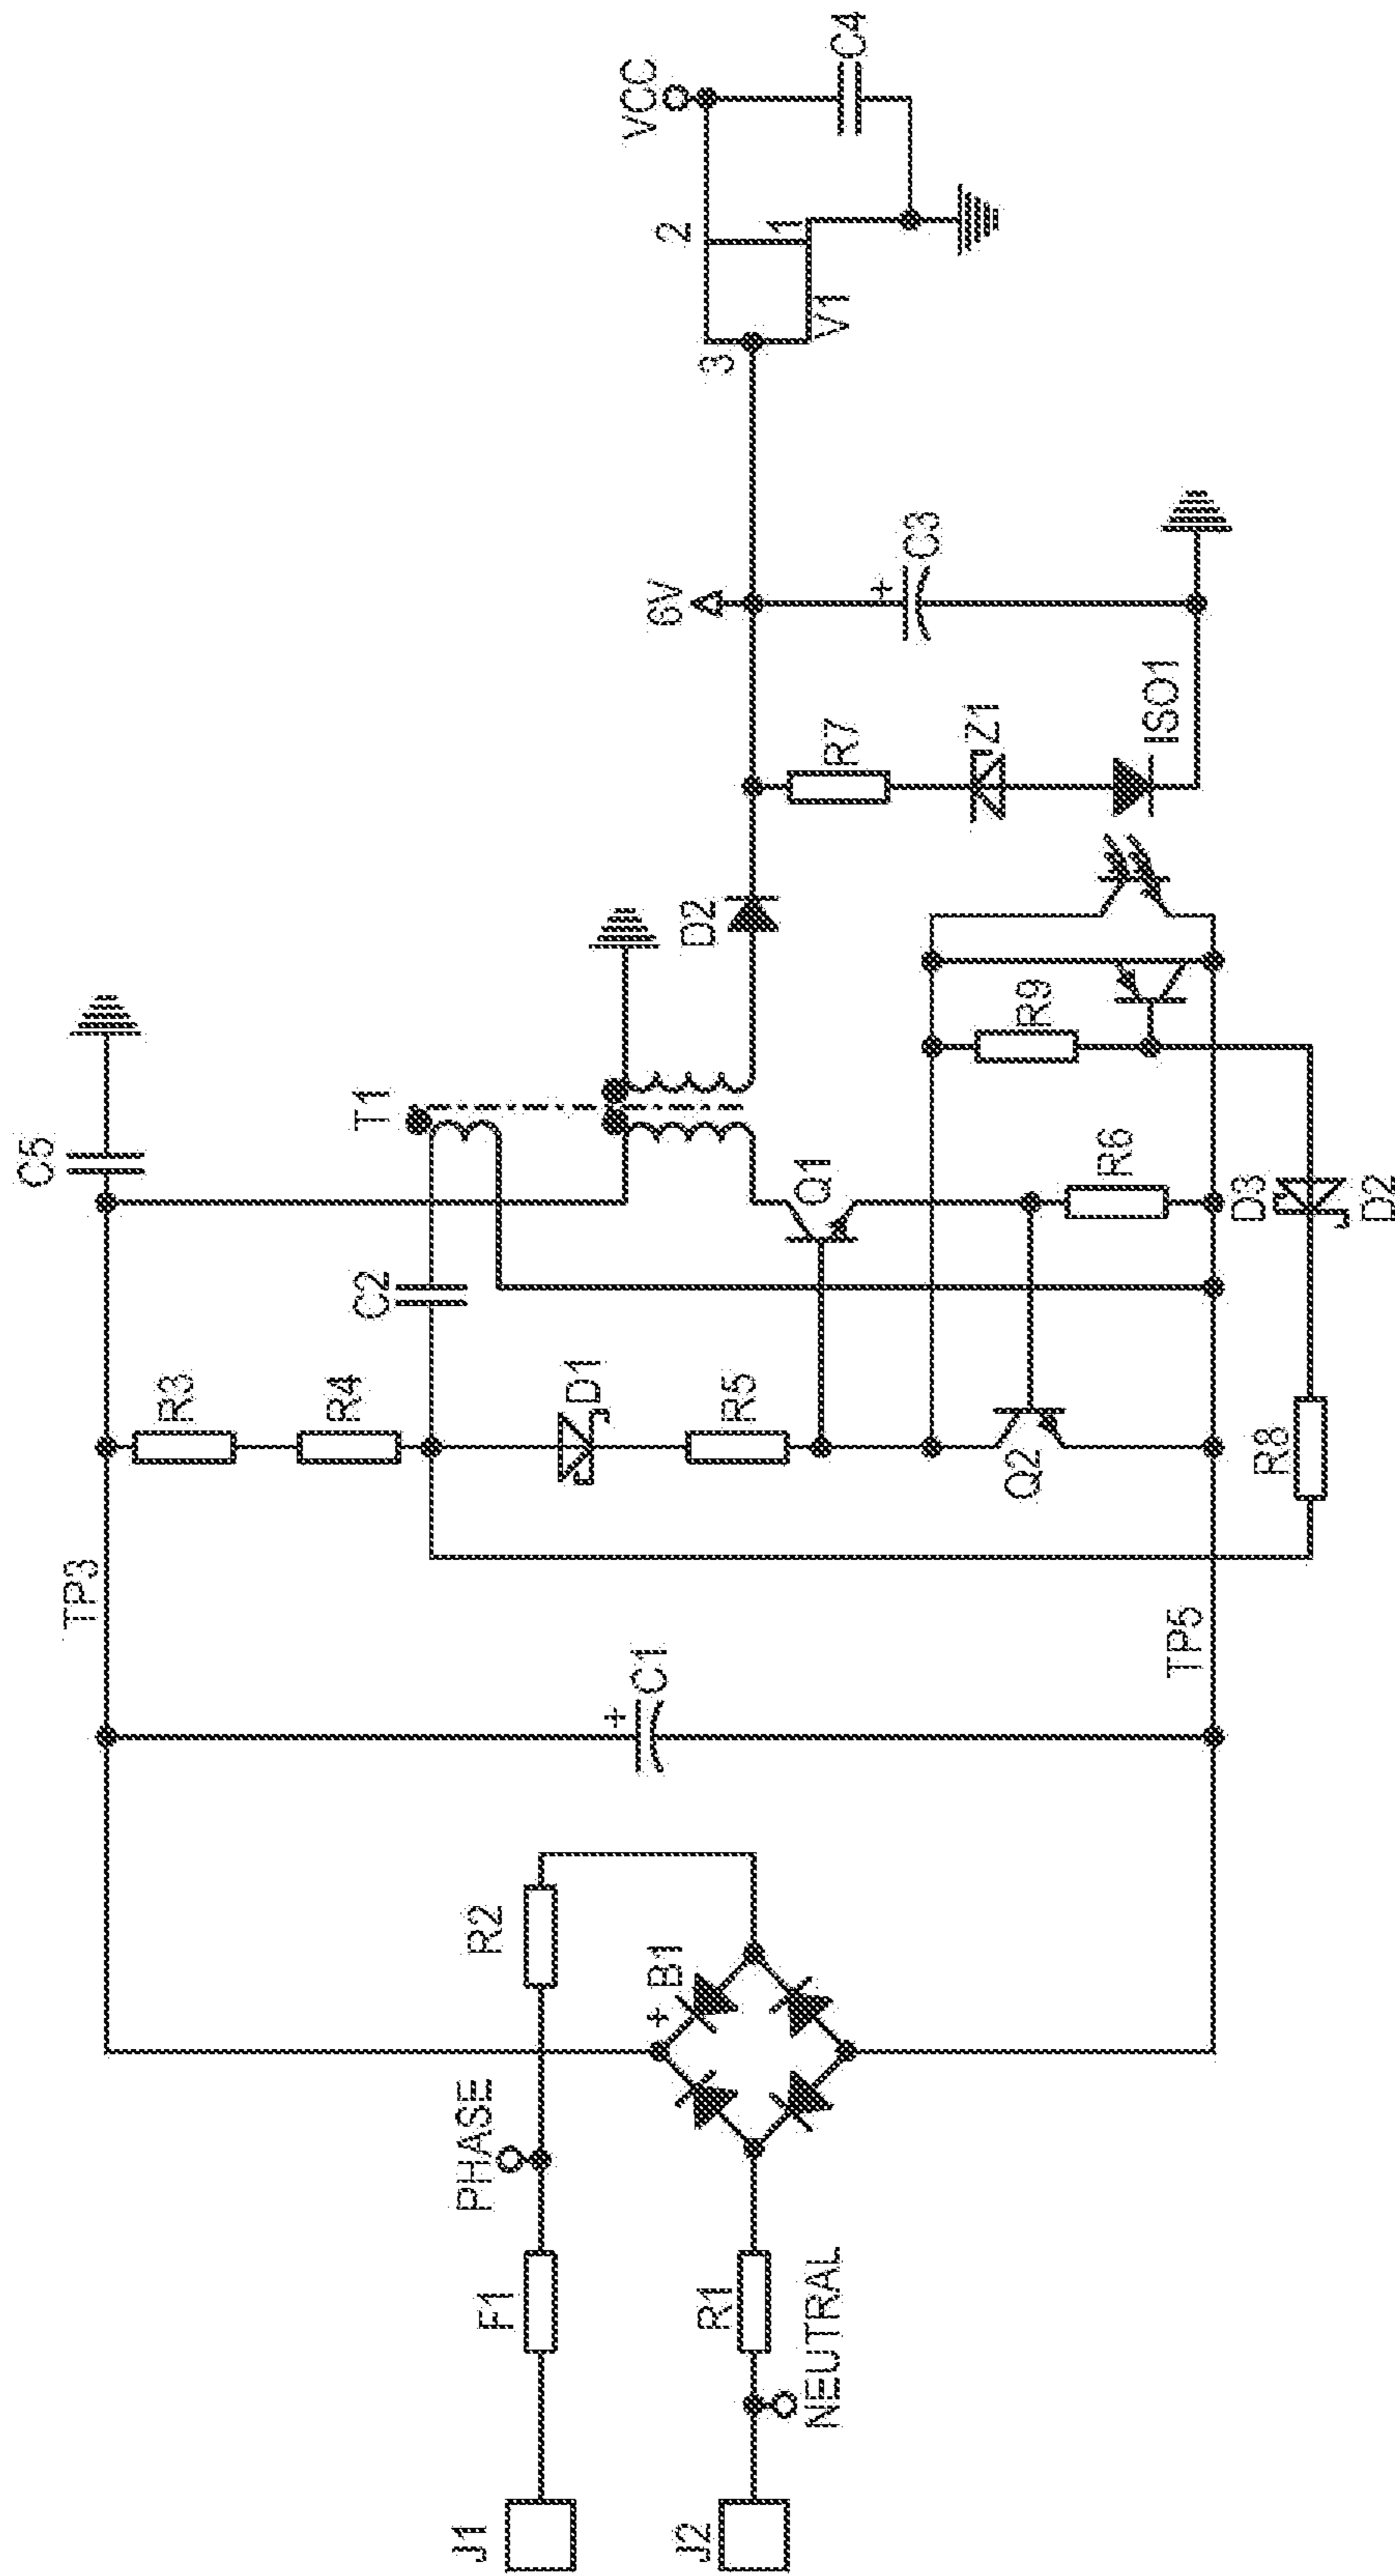 J1
F1
PHASE
R2
J2
NEUTRAL
R1
+
B1
TP3
+
C1
TP5
R3
R4
D1
R5
Q2
R8
C5
C2
T1
Q1
R6
D3
D2
R9
D2
R7
Z1
ISO1
6V
+
C3
3
V1
2
1
VCC
C4